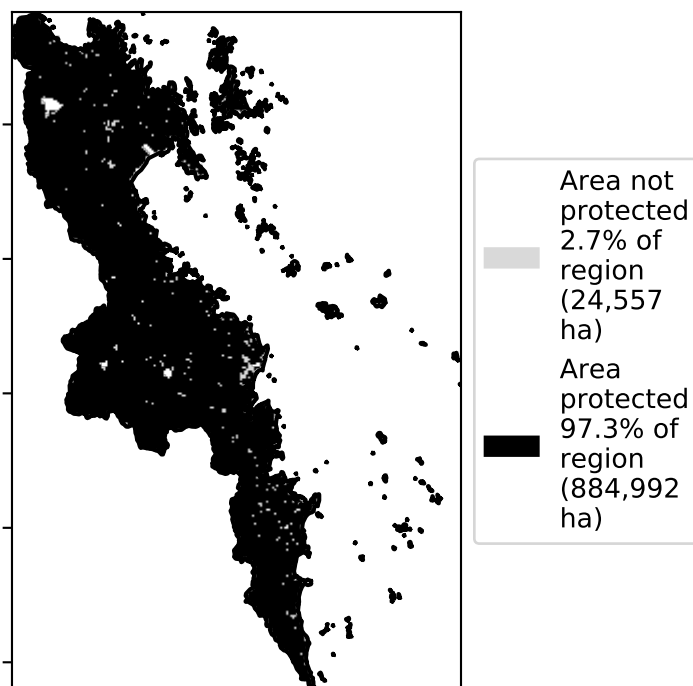 Area not
protected
2.7% of
region
(24,557
ha)
Area
protected
97.3% of
region
(884,992
ha)